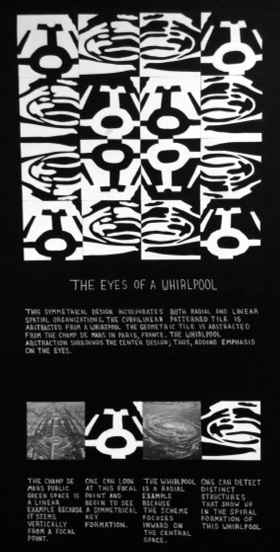 THE EYES OF A WHIRLPOOL
THIS SYMMETRICAL DESIGN INCORPORATES BOTH RADIAL AND LINEAR
SPATIAL ORGANIZATIONS. THE CURVILINEAR PATTERNED TILE IS
ABSTRACTED FROM A WHIRLPOOL. THE GEOMETRIC TILE IS ABSTRACTED
FROM THE CHAMP DE MARS IN PARIS, FRANCE. THE WHIRLPOOL
ABSTRACTION SURROUNDS THE CENTER DESIGN; THUS, ADDING EMPHASIS
ON THE EYES.
THE CHAMP DE
MARS PUBLIC
GREEN SPACE IS
A LINEAR
EXAMPLE BECAUSE
IT STEMS
VERTICALLY
FROM A FOCAL
POINT.
ONE CAN LOOK
AT THIS FOCAL
POINT AND
BEGIN TO SEE
A SYMMETRICAL
KEY
FORMATION.
THE WHIRLPOOL
IS A RADIAL
EXAMPLE
BECAUSE
THE SCHEME
FOCUSES
INWARD ON
THE CENTRAL
SPACE.
ONE CAN DETECT
DISTINCT
STRUCTURES
THAT SHOW UP
IN THE SPIRAL
FORMATION OF
THIS WHIRLPOOL.